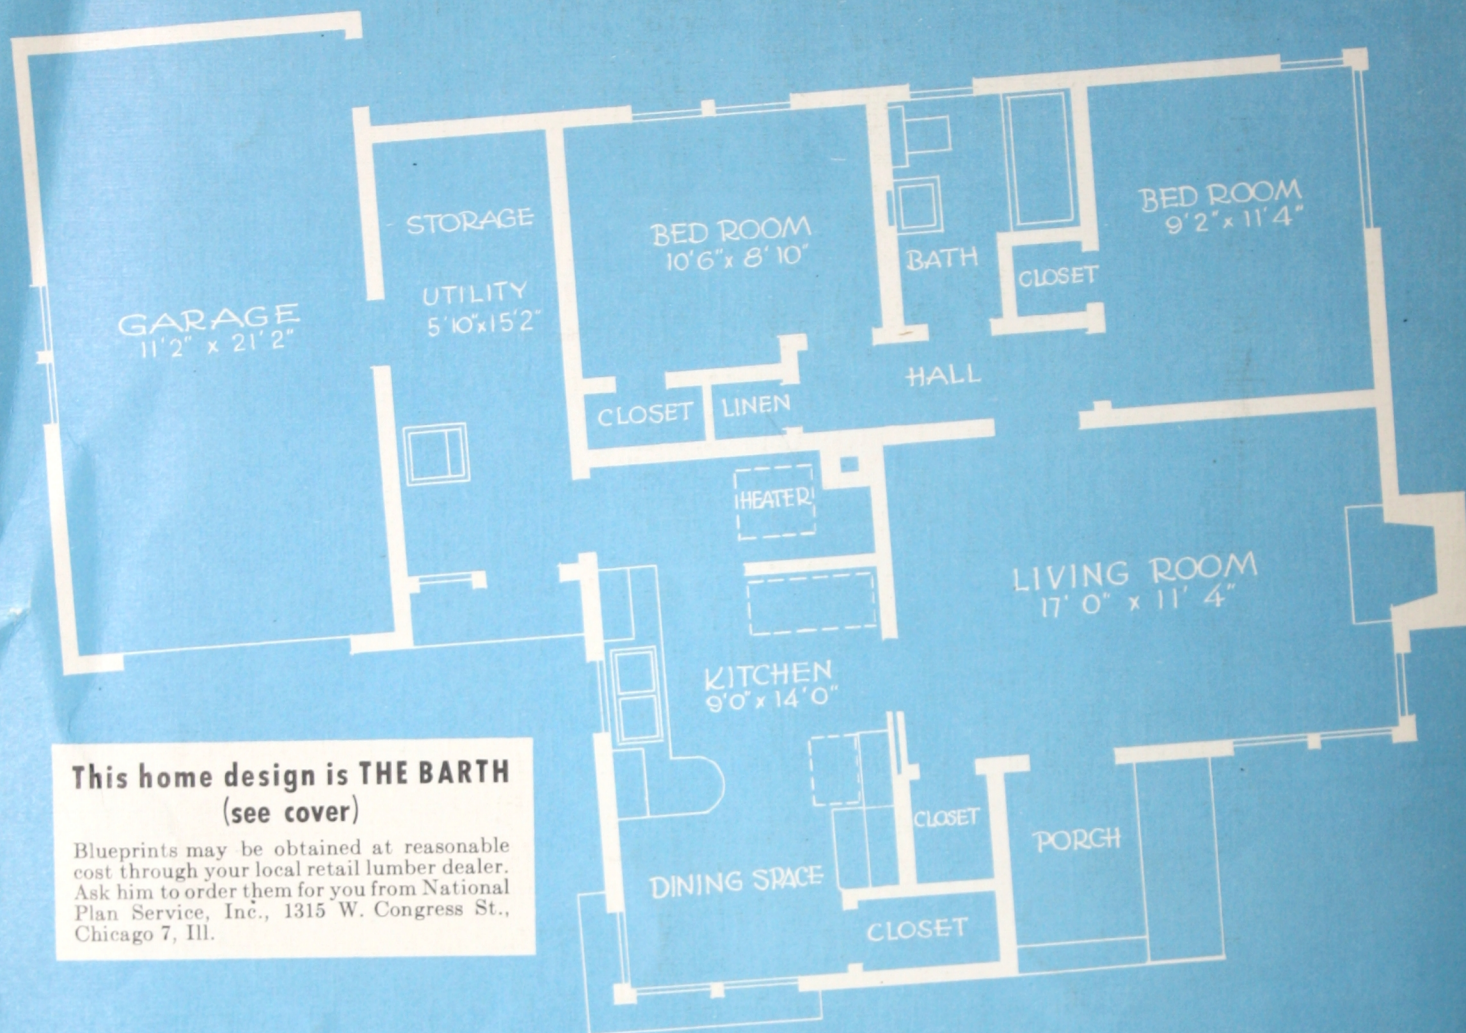 GARAGE
11'2" x 21'2"
STORAGE
UTILITY
5'10"x15'2"
BED ROOM
10'6"x 8'10"
BATH
CLOSET
BED ROOM
9'2"x 11'4"
HALL
CLOSET
LINEN
HEATER
LIVING ROOM
17'0" x 11'4"
KITCHEN
9'0"x 14'0"
CLOSET
PORCH
DINING SPACE
CLOSET
This home design is THE BARTH
(see cover)
Blueprints may be obtained at reasonable
cost through your local retail lumber dealer.
Ask him to order them for you from National
Plan Service, Inc., 1315 W. Congress St.,
Chicago 7, Ill.